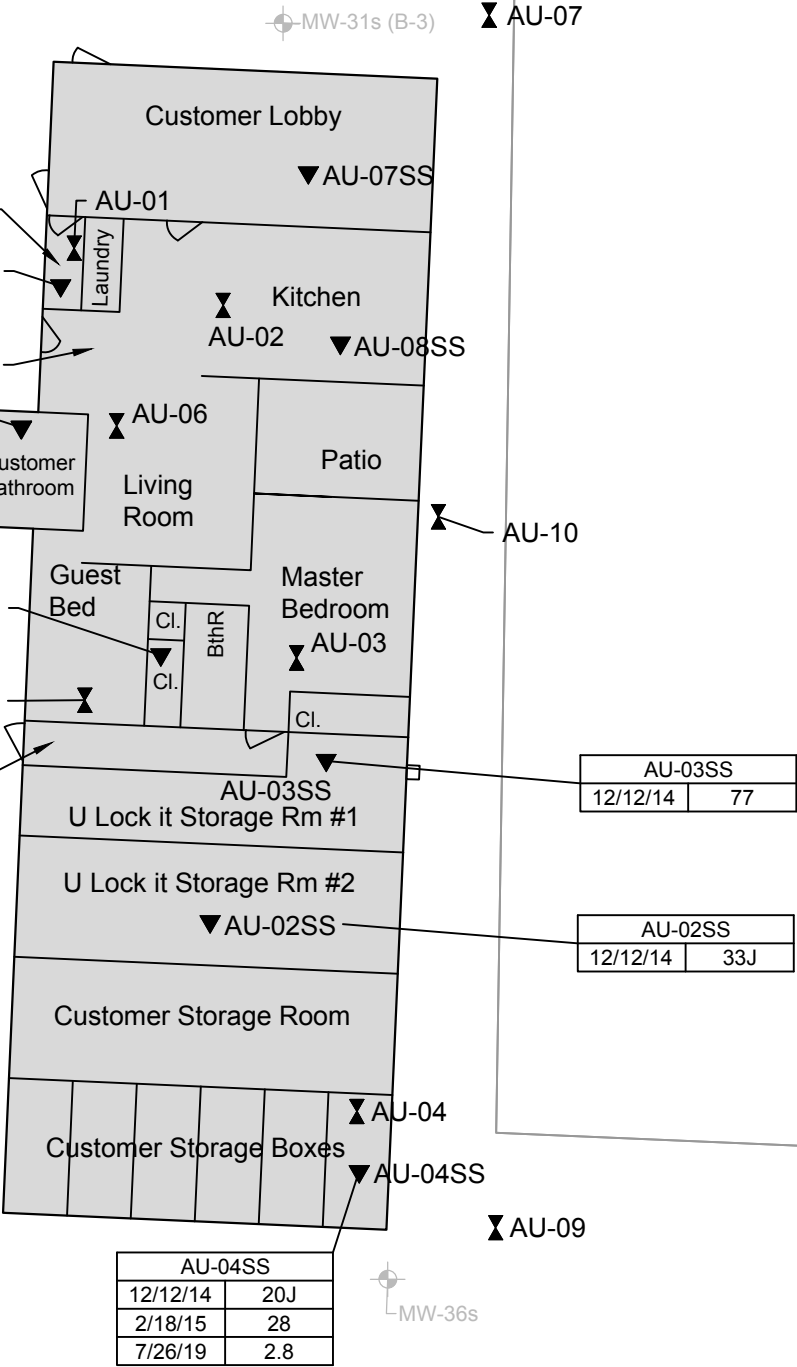 MW-31s (B-3)
AU-07
Customer Lobby
AU-07SS
AU-01
Laundry
Kitchen
AU-02
AU-08SS
AU-06
ustomer
athroom
Patio
Living
Room
AU-10
Guest
Bed
Master
Bedroom
Cl.
BthR
AU-03
Cl.
Cl.
AU-03SS
12/12/14 77
AU-03SS
U Lock it Storage Rm #1
U Lock it Storage Rm #2
AU-02SS
AU-02SS
12/12/14 33J
Customer Storage Room
AU-04
Customer Storage Boxes
AU-04SS
AU-09
AU-04SS
12/12/14 20J
2/18/15 28
7/26/19 2.8
MW-36s